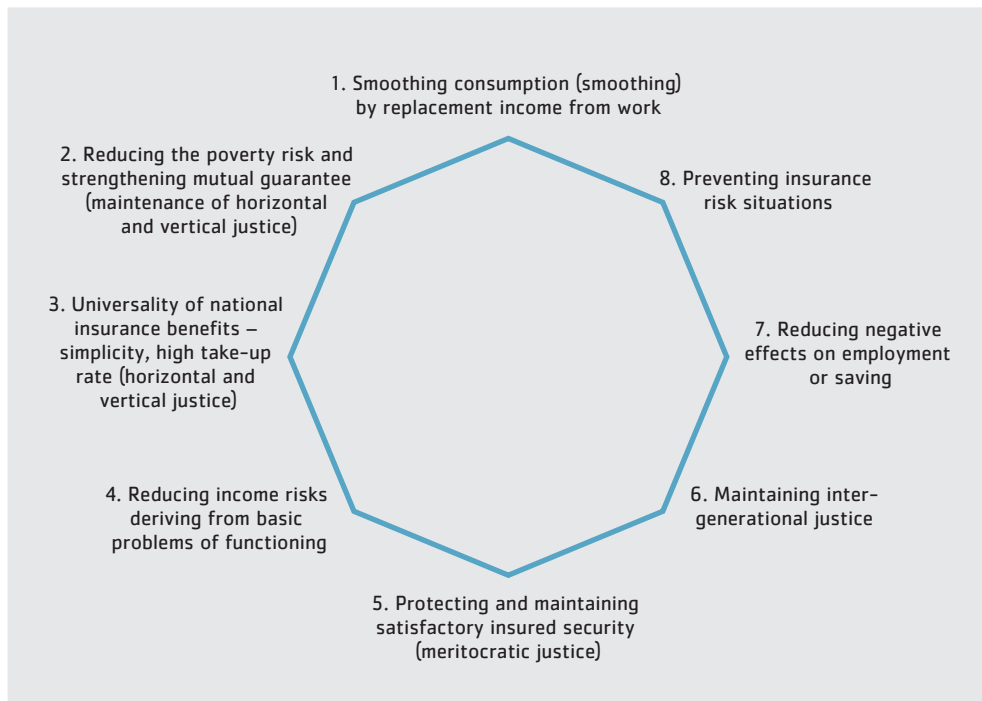 1. Smoothing consumption (smoothing)
by replacement income from work
2. Reducing the poverty risk and
strengthening mutual guarantee
(maintenance of horizontal
and vertical justice)
3. Universality of national
insurance benefits –
simplicity, high take-up
rate (horizontal and
vertical justice)
4. Reducing income risks
deriving from basic
problems of functioning
5. Protecting and maintaining
satisfactory insured security
(meritocratic justice)
6. Maintaining inter-
generational justice
7. Reducing negative
effects on employment
or saving
8. Preventing insurance
risk situations